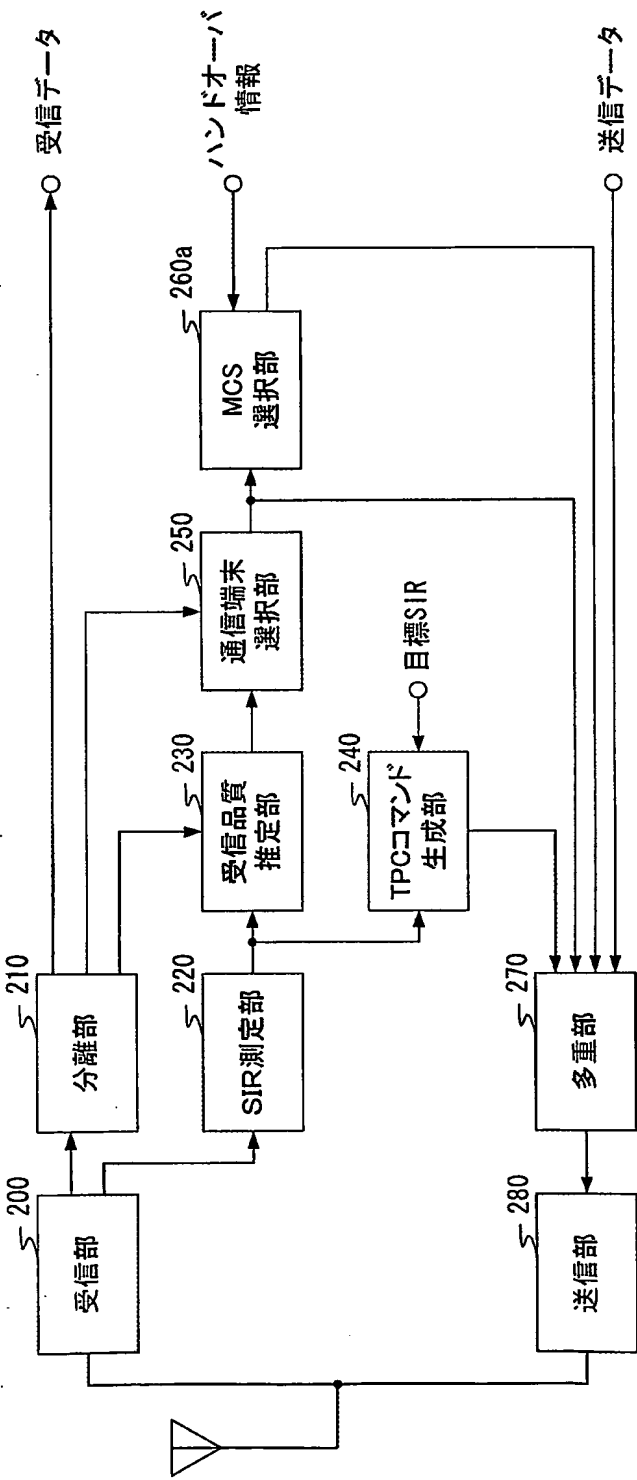 受信データ
ハンドオーバ
情報
送信データ
260a
MCS
選択部
250
通信端末
選択部
目標SIR
230
受信品質
推定部
240
TPCコマンド
生成部
210
分離部
220
SIR測定部
270
多重部
200
受信部
280
送信部